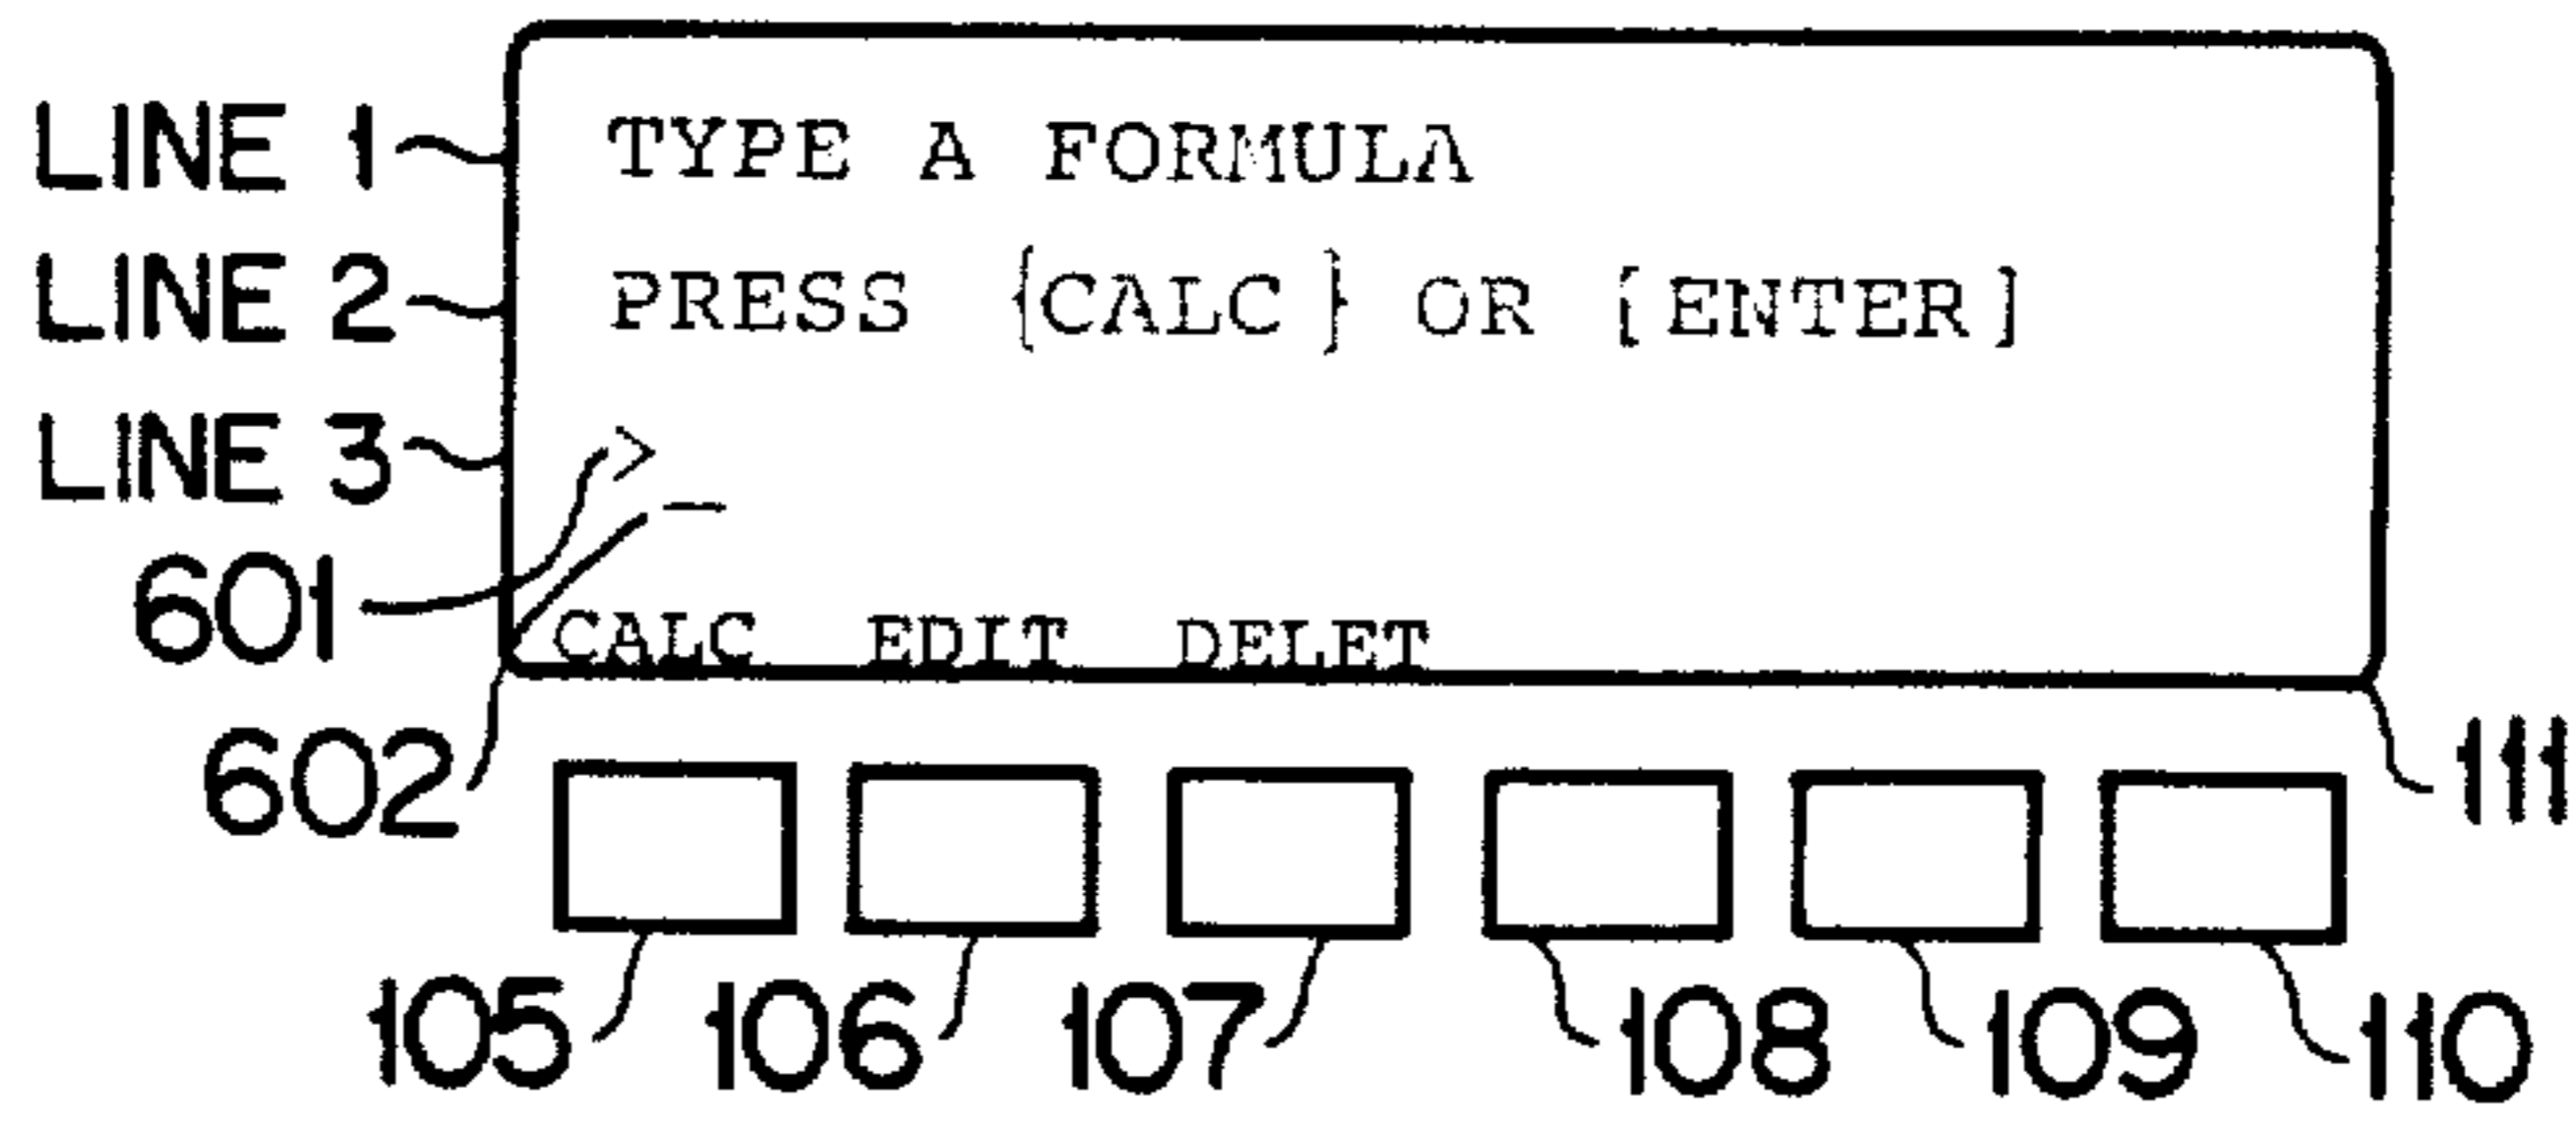 LINE 1 TYPE A FORMULA
LINE 2 PRESS {CALC} OR [ENTER]
LINE 3 >
601 _
CALC EDIT DELET
602 111
105 106 107 108 109 110